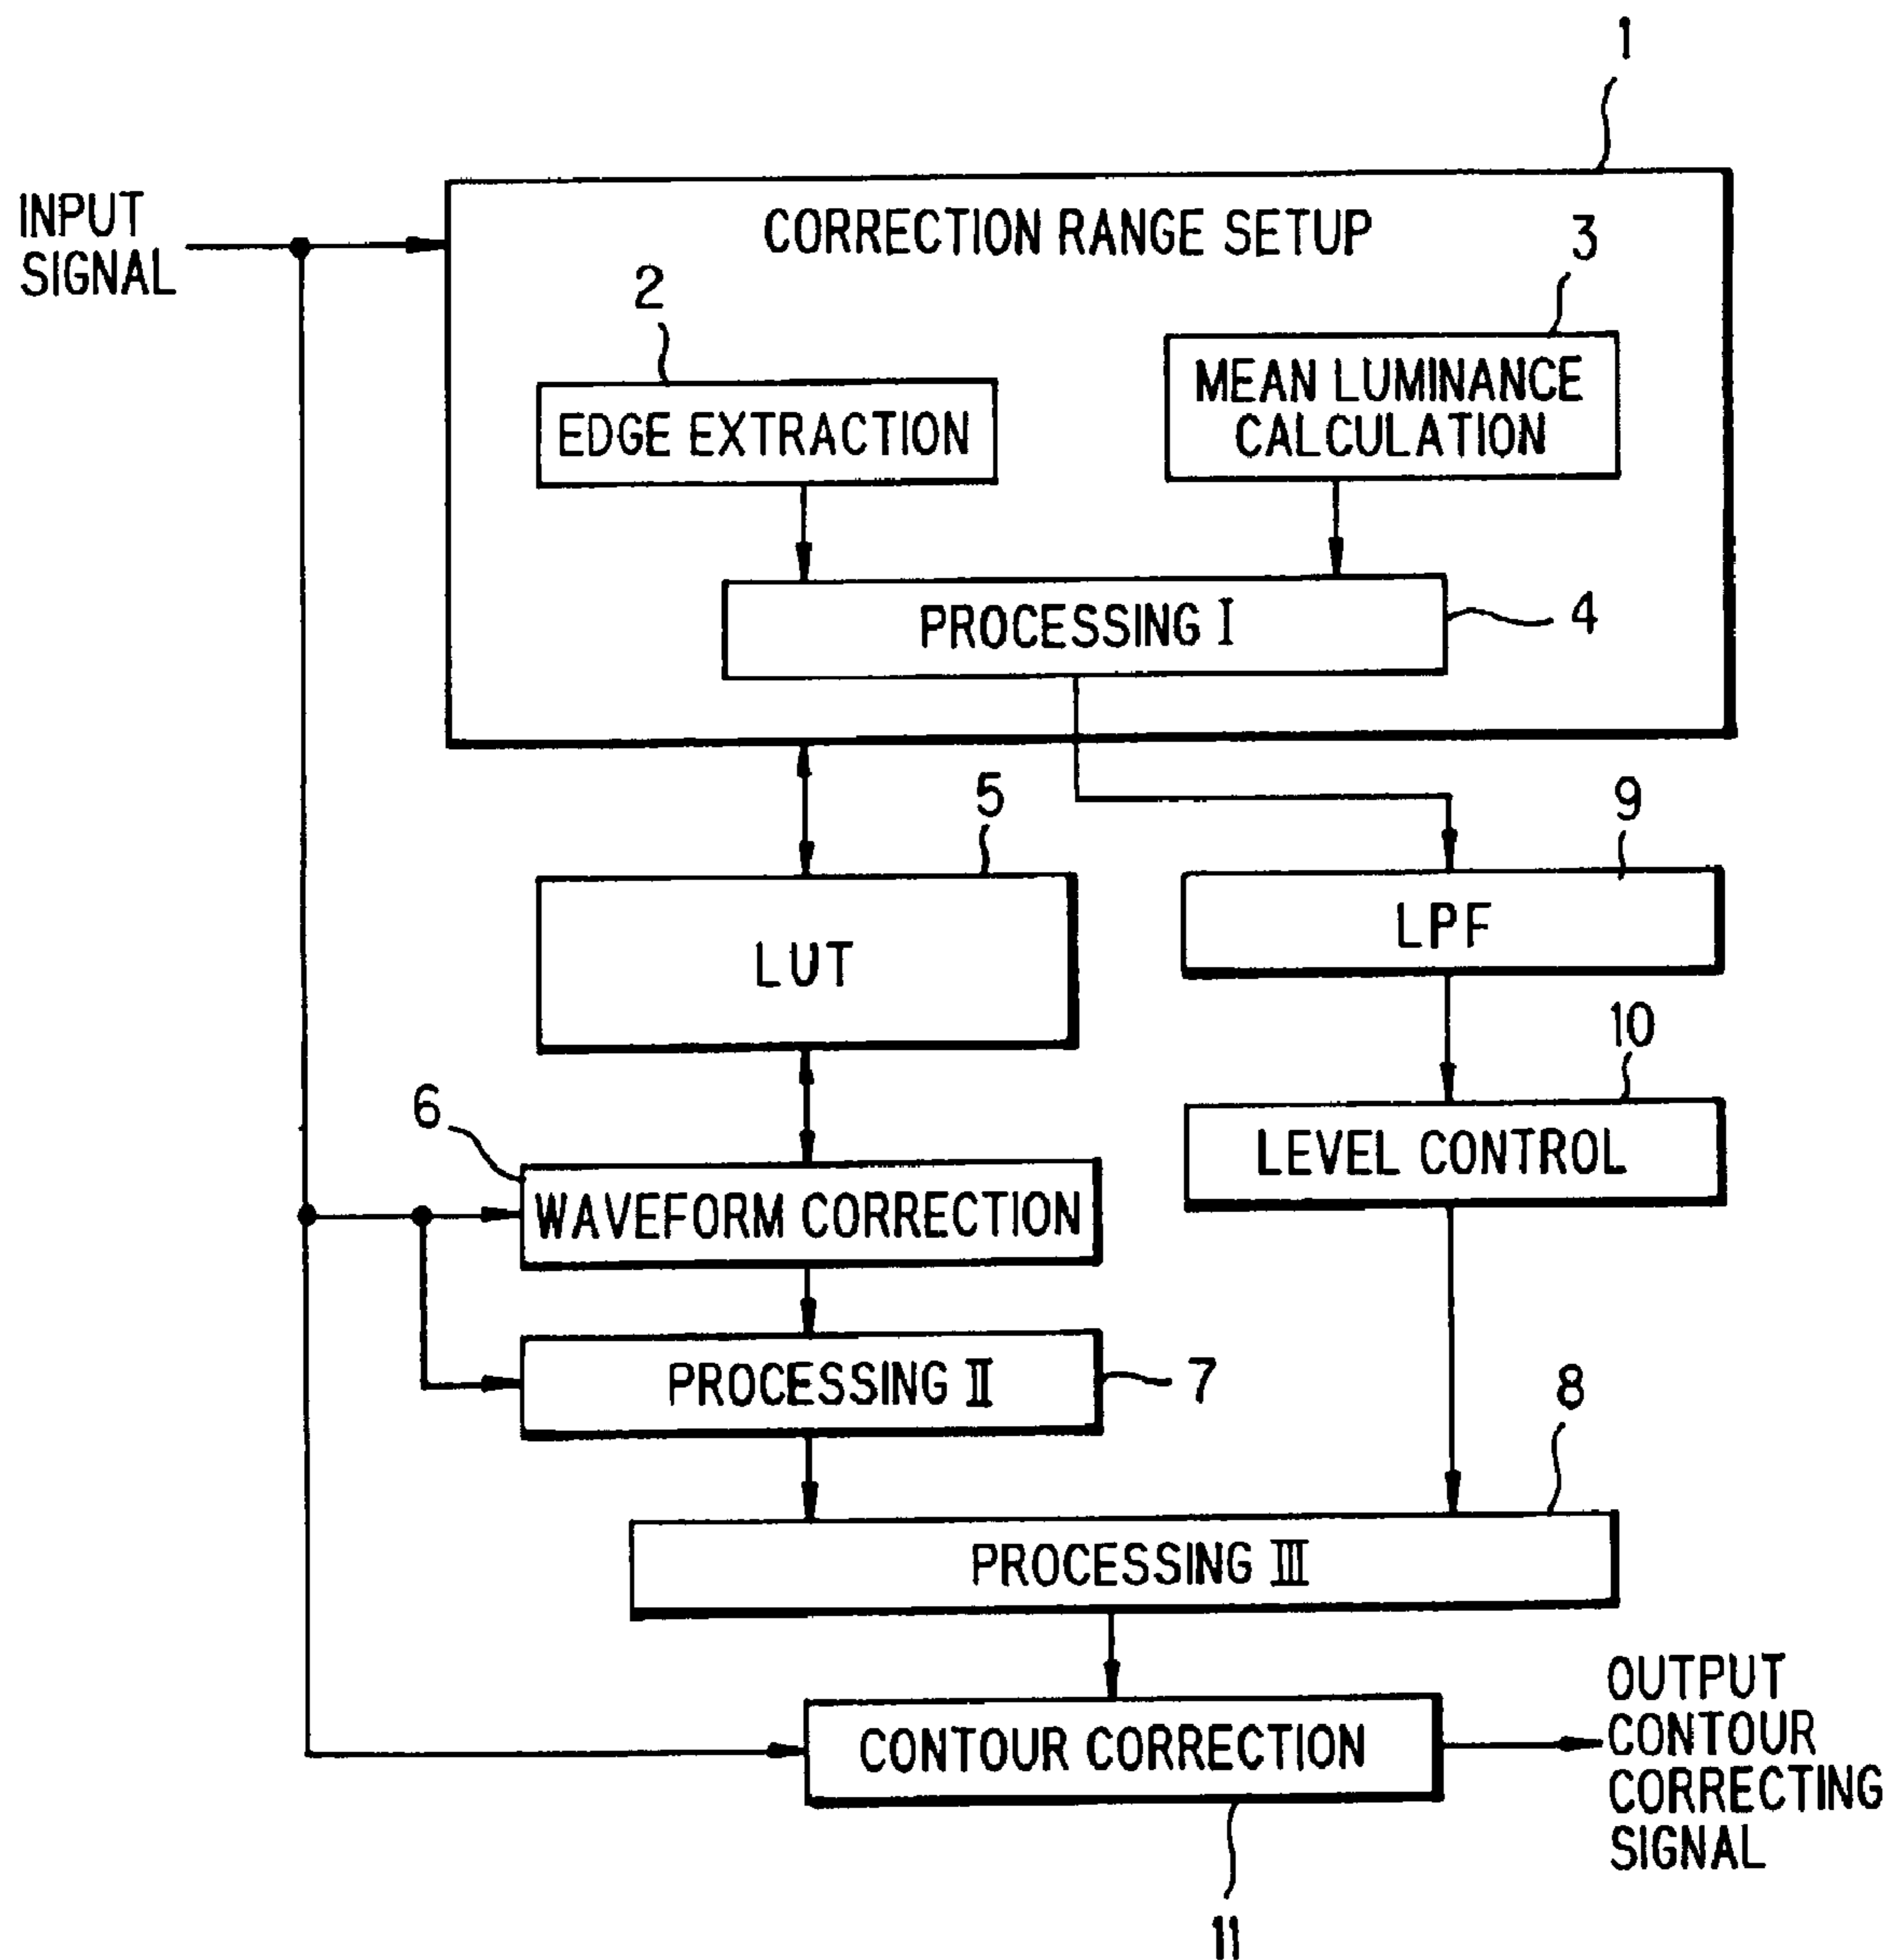 1
INPUT
SIGNAL
CORRECTION RANGE SETUP
2
3
EDGE EXTRACTION
MEAN LUMINANCE
CALCULATION
PROCESSING I
4
5
9
LUT
LPF
10
6
LEVEL CONTROL
WAVEFORM CORRECTION
PROCESSING II
7
8
PROCESSING III
CONTOUR CORRECTION
OUTPUT
CONTOUR
CORRECTING
SIGNAL
11